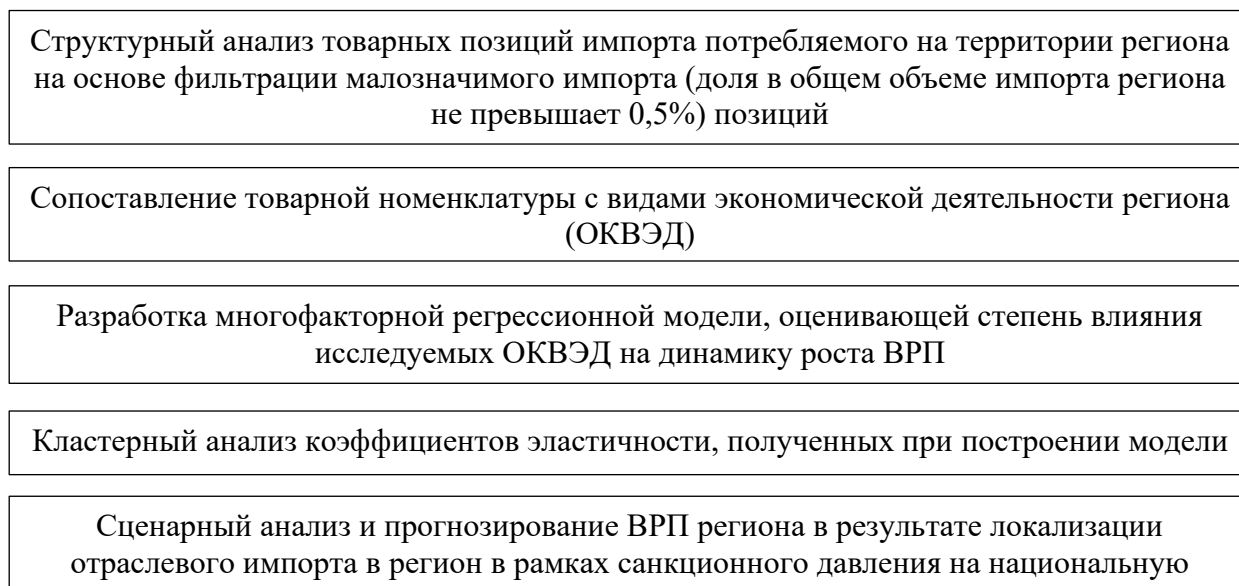 Структурный анализ товарных позиций импорта потребляемого на территории региона
на основе фильтрации малозначимого импорта (доля в общем объеме импорта региона
не превышает 0,5%) позиций
Сопоставление товарной номенклатуры с видами экономической деятельности региона
(ОКВЭД)
Разработка многофакторной регрессионной модели, оценивающей степень влияния
исследуемых ОКВЭД на динамику роста ВРП
Кластерный анализ коэффициентов эластичности, полученных при построении модели
Сценарный анализ и прогнозирование ВРП региона в результате локализации
отраслевого импорта в регион в рамках санкционного давления на национальную